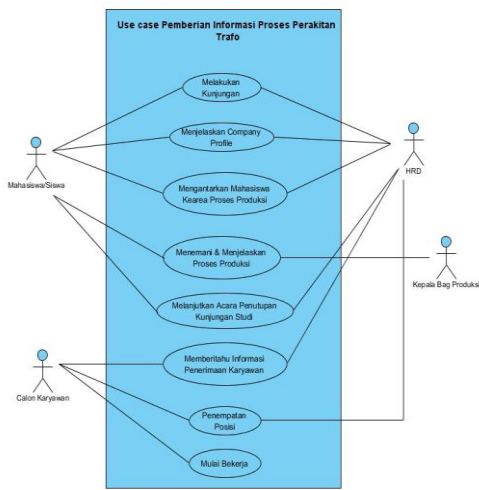 Use case Pemberian Informasi Proses Perakitan
Trafo
Melakukan
Kunjungan
Menjelaskan Company
Profile
Mahasiswa/Siswa
HRD
Mengantarkan Mahasiswa
Kearea Proses Produksi
Menemani & Menjelaskan
Proses Produksi
Kepala Bag Produksi
Melanjutkan Acara Penutupan
Kunjungan Studi
Memberitahu Informasi
Penerimaan Karyawan
Calon Karyawan
Penempatan
Posisi
Mulai Bekerja